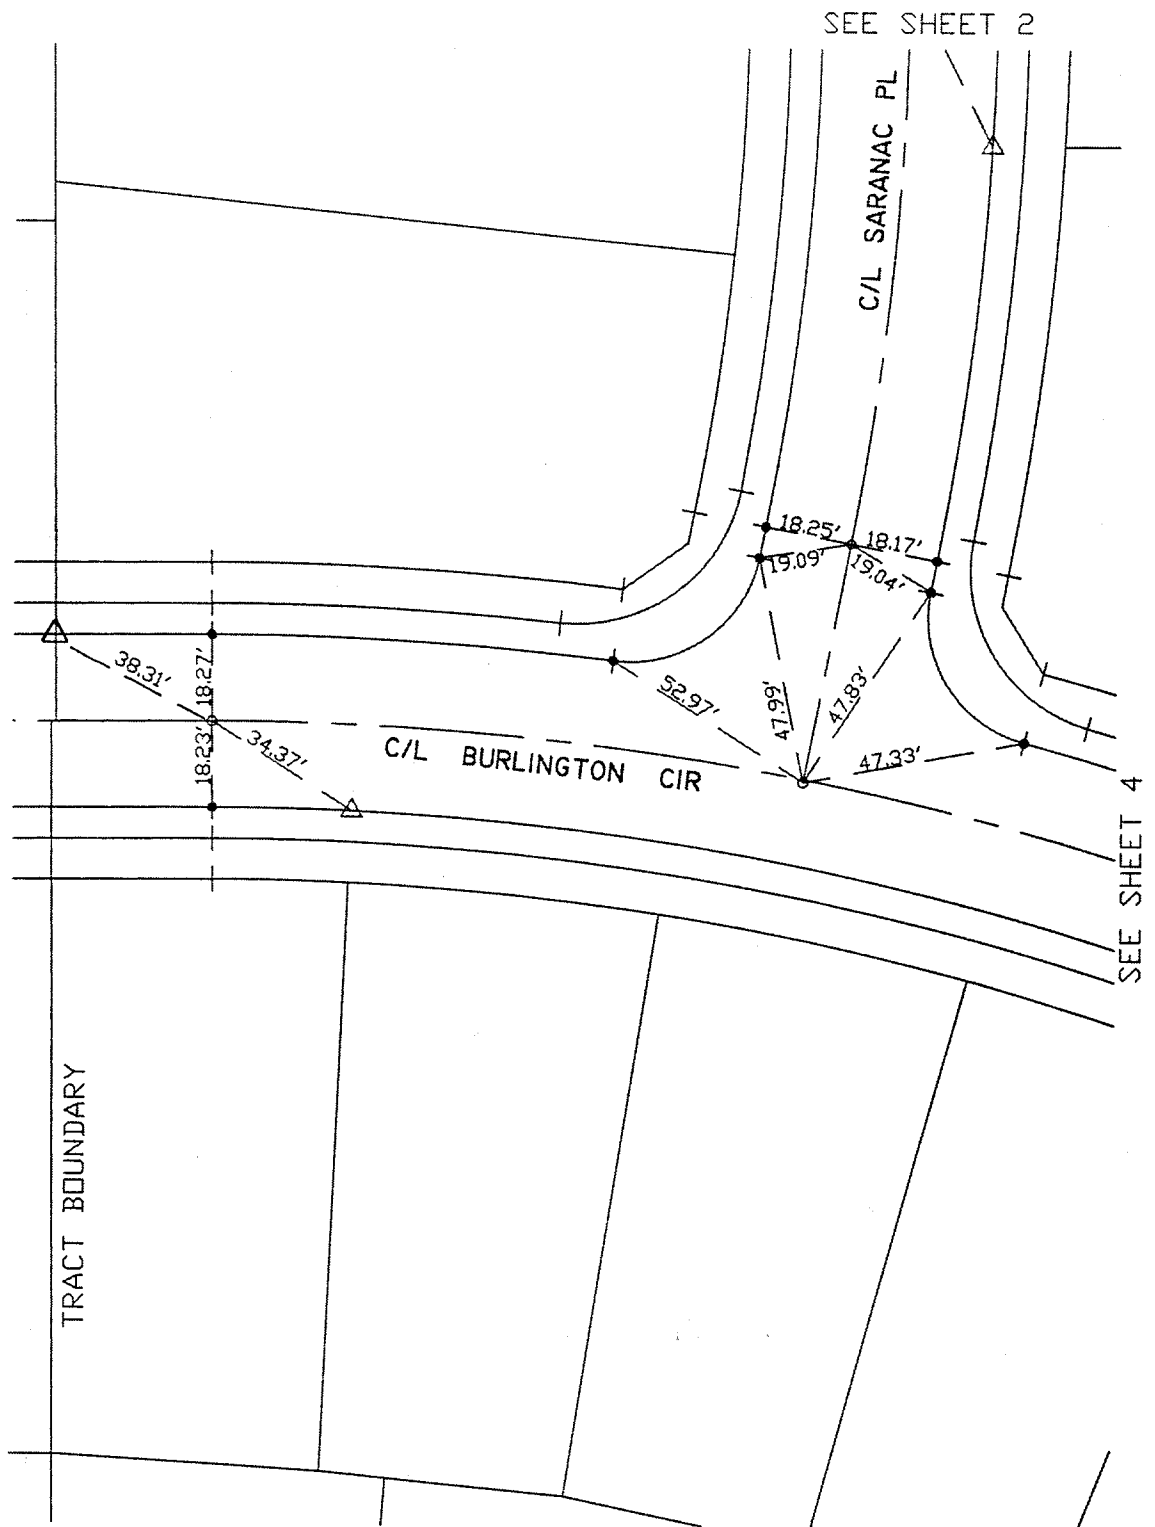 SEE SHEET 2
C/L SARANAC PL
18.25'
18.17'
19.09'
19.04'
38.31'
18.27'
18.23'
34.37'
52.97'
47.99'
47.83'
47.33'
C/L BURLINGTON CIR
SEE SHEET 4
TRACT BOUNDARY